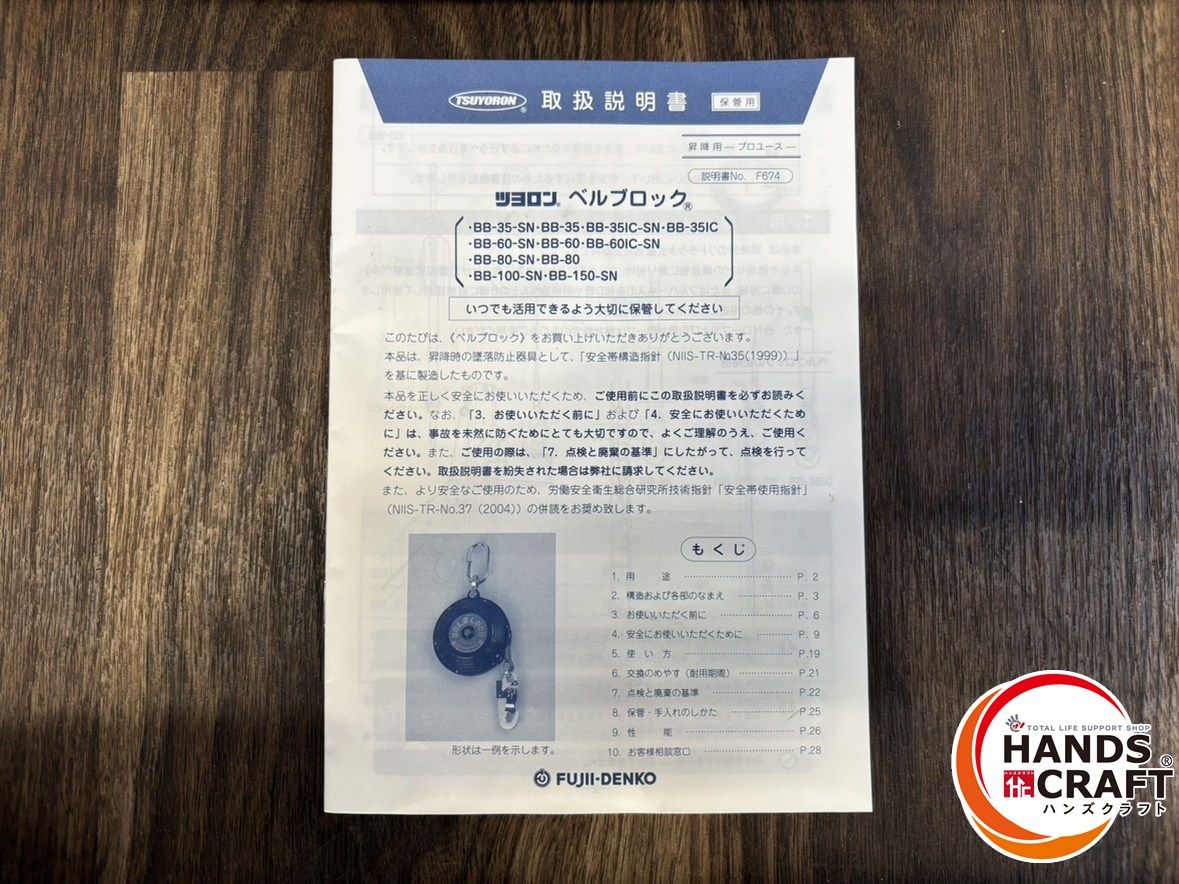 TSUYORON® 取扱説明書 保管用
昇降用 ― プロユース ―
説明書No. F674
ツヨロン® ベルブロック®
・BB-35-SN・BB-35・BB-35IC-SN・BB-35IC
・BB-60-SN・BB-60・BB-60IC-SN
・BB-80-SN・BB-80
・BB-100-SN・BB-150-SN
いつでも活用できるよう大切に保管してください
このたびは、《ベルブロック》をお買い上げいただきありがとうございます。
本品は、昇降時の墜落防止器具として、「安全帯構造指針（NIIS-TR-№35(1999)）」
を基に製造したものです。
本品を正しく安全にお使いいただくため、ご使用前にこの取扱説明書を必ずお読みく
ださい。なお、「3．お使いいただく前に」および「4．安全にお使いいただくため
に」は、事故を未然に防ぐためにとても大切ですので、よくご理解のうえ、ご使用く
ださい。また、ご使用の際は、「7．点検と廃棄の基準」にしたがって、点検を行って
ください。取扱説明書を紛失された場合は弊社に請求してください。
また、より安全なご使用のため、労働安全衛生総合研究所技術指針「安全帯使用指針」
（NIIS-TR-No.37（2004））の併読をお奨め致します。
もくじ
1．用　　途 ……………… P. 2
2．構造および各部のなまえ ……… P. 3
3．お使いいただく前に ……… P. 6
4．安全にお使いいただくために ……… P. 9
5．使 い 方 ……………… P.19
6．交換のめやす（耐用期間） ……… P.21
7．点検と廃棄の基準 ……… P.22
8．保管・手入れのしかた ……… P.25
9．性　　能 ……………… P.26
10．お客様相談窓口 ……… P.28
形状は一例を示します。
FUJII-DENKO
TOTAL LIFE SUPPORT SHOP
HANDS
ハンズクラフト
CRAFT®
ハンズクラフト